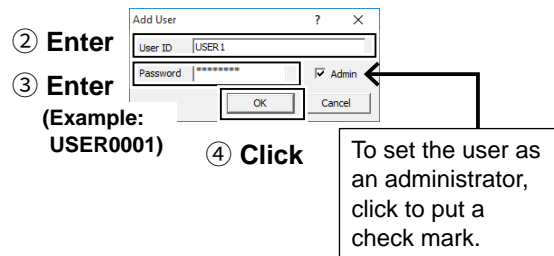 Add User ? ×
② Enter
User ID USER1
③ Enter
Password ******** Admin
(Example:
USER0001)
OK Cancel
④ Click
To set the user as
an administrator,
click to put a
check mark.